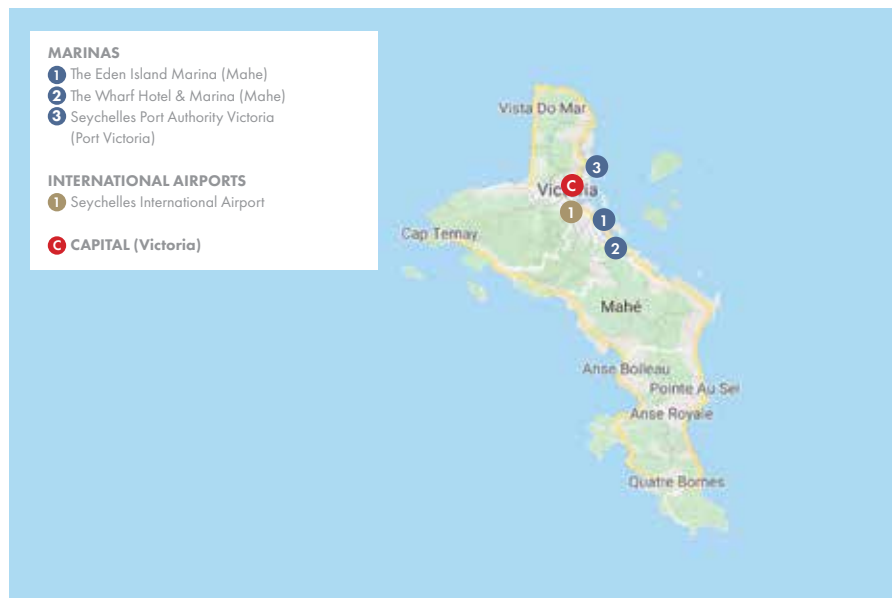 MARINAS
1 The Eden Island Marina (Mahe)
2 The Wharf Hotel & Marina (Mahe)
3 Seychelles Port Authority Victoria
(Port Victoria)
INTERNATIONAL AIRPORTS
1 Seychelles International Airport
C CAPITAL (Victoria)
Vista Do Mar
3
C
Victoria
1
1
Cap Ternay
2
Mahé
Anse Boileau
Pointe Au Sel
Anse Royale
Quatre Bornes